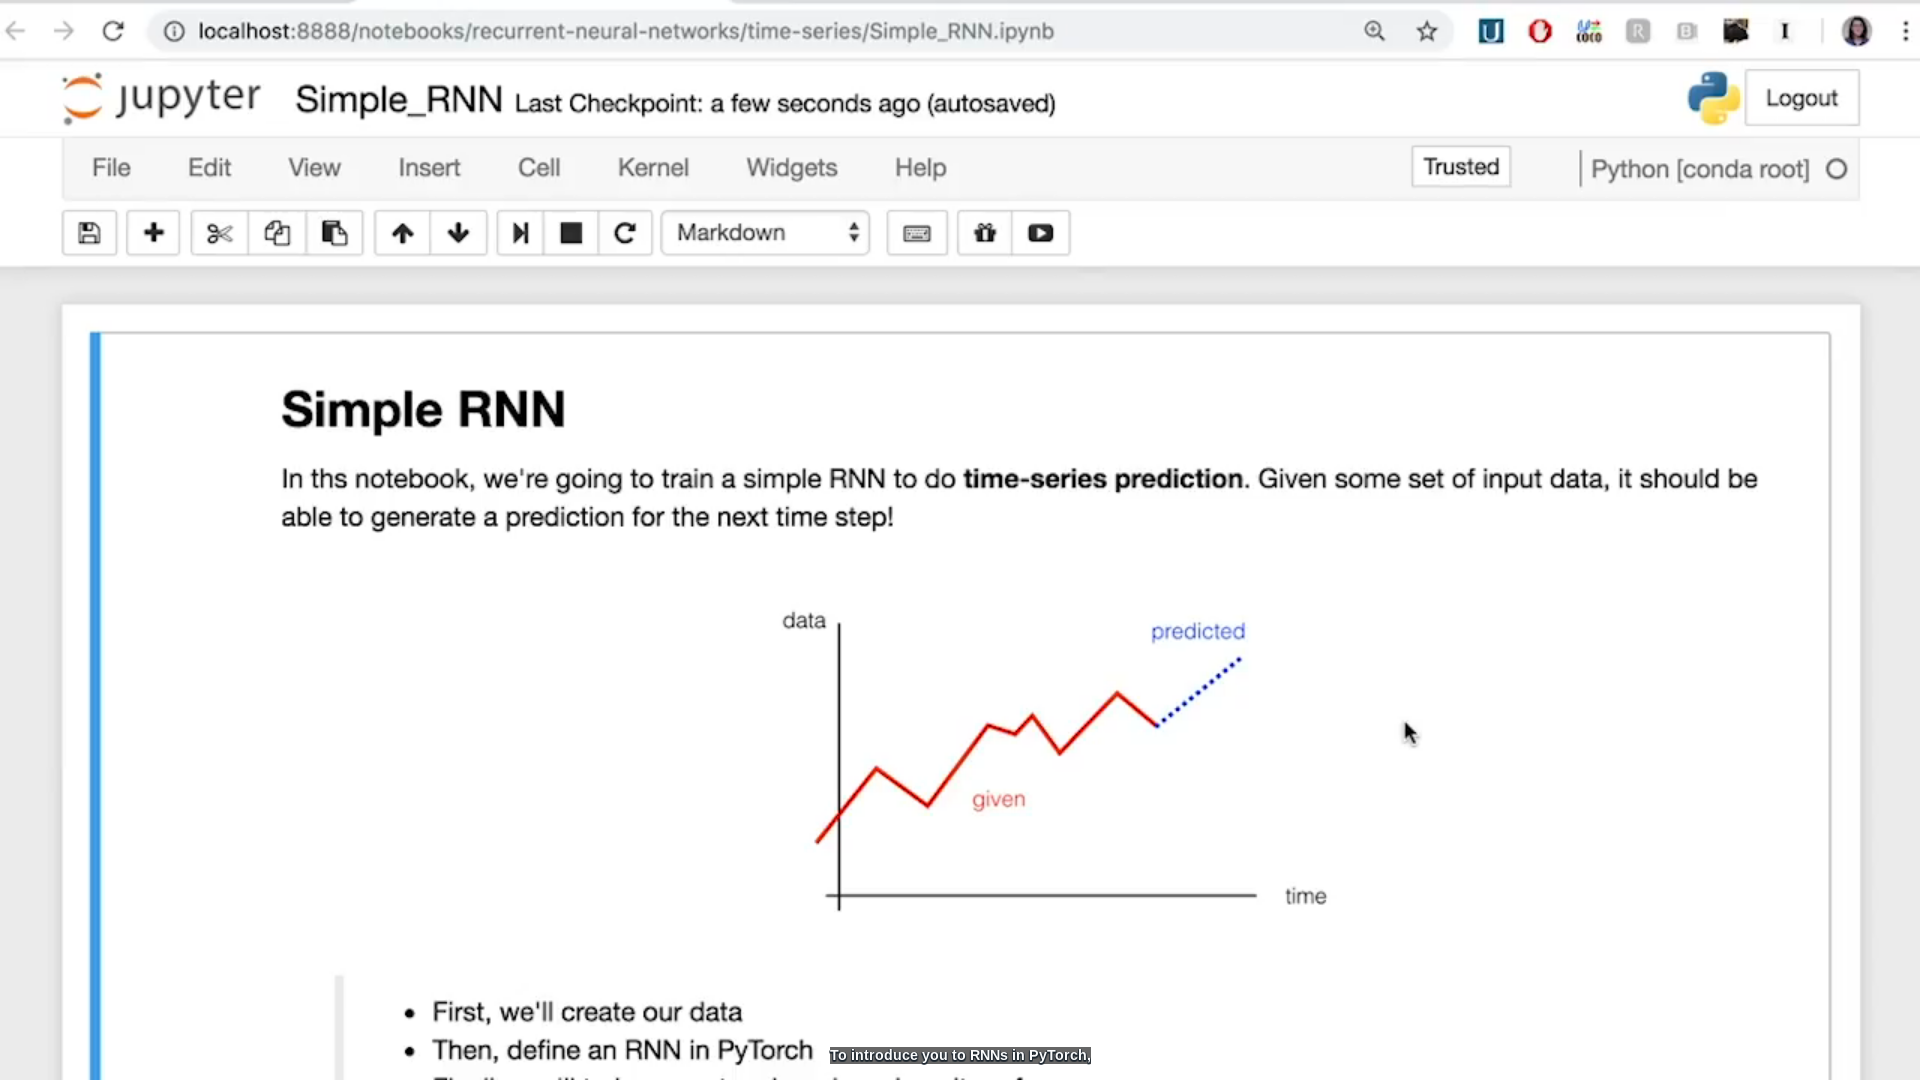 localhost:8888/notebooks/recurrent-neural-networks/time-series/Simple_RNN.ipynb
jupyter Simple_RNN Last Checkpoint: a few seconds ago (autosaved) Logout
File Edit View Insert Cell Kernel Widgets Help Trusted Python [conda root]
Markdown
Simple RNN
In ths notebook, we're going to train a simple RNN to do time-series prediction. Given some set of input data, it should be
able to generate a prediction for the next time step!
data
predicted
given
time
• First, we'll create our data
• Then, define an RNN in PyTorch
To introduce you to RNNs in PyTorch,